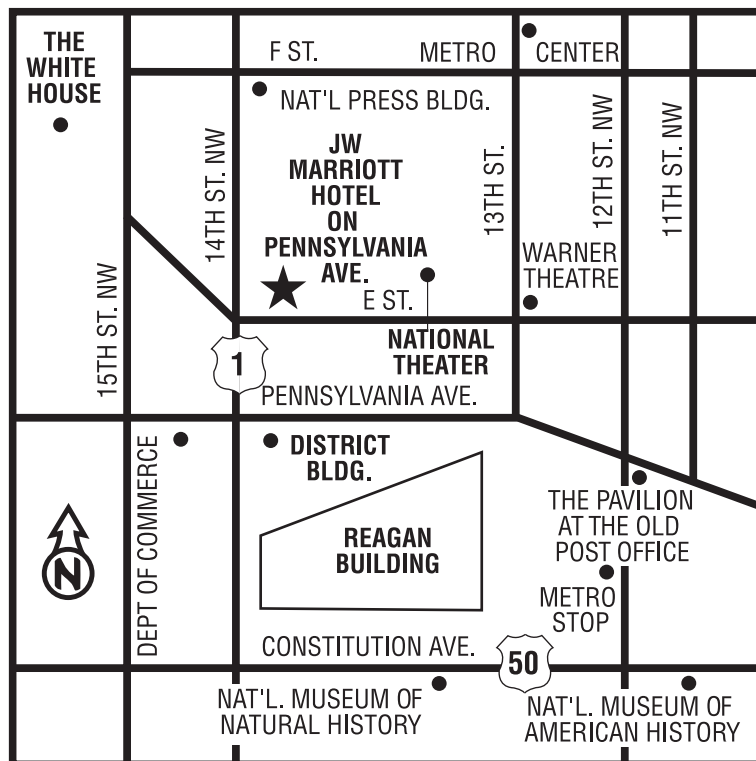 THE
WHITE
HOUSE
F ST.
METRO
CENTER
NAT'L PRESS BLDG.
JW
MARRIOTT
HOTEL
ON
PENNSYLVANIA
AVE.
14TH ST. NW
13TH ST.
12TH ST. NW
11TH ST. NW
WARNER
THEATRE
E ST.
15TH ST. NW
NATIONAL
THEATER
1
PENNSYLVANIA AVE.
DISTRICT
BLDG.
DEPT OF COMMERCE
REAGAN
BUILDING
THE PAVILION
AT THE OLD
POST OFFICE
N
METRO
STOP
CONSTITUTION AVE.
50
NAT'L. MUSEUM OF
NATURAL HISTORY
NAT'L. MUSEUM OF
AMERICAN HISTORY